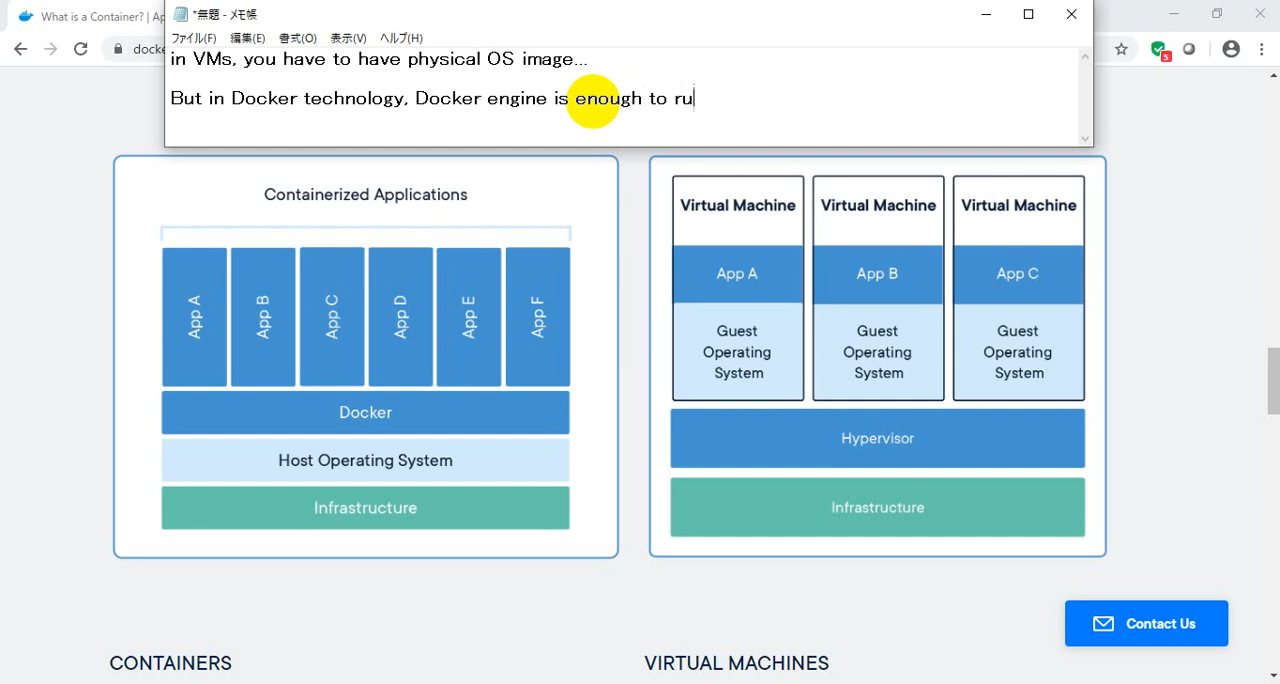 What is a Container? | Ap
*無題 - メモ帳
ファイル(F) 編集(E) 書式(O) 表示(V) ヘルプ(H)
docke
5
in VMs, you have to have physical OS image...
But in Docker technology, Docker engine is enough to ru
Containerized Applications
App A
App B
App C
App D
App E
App F
Docker
Host Operating System
Infrastructure
Virtual Machine
App A
Guest
Operating
System
Virtual Machine
App B
Guest
Operating
System
Virtual Machine
App C
Guest
Operating
System
Hypervisor
Infrastructure
Contact Us
CONTAINERS
VIRTUAL MACHINES